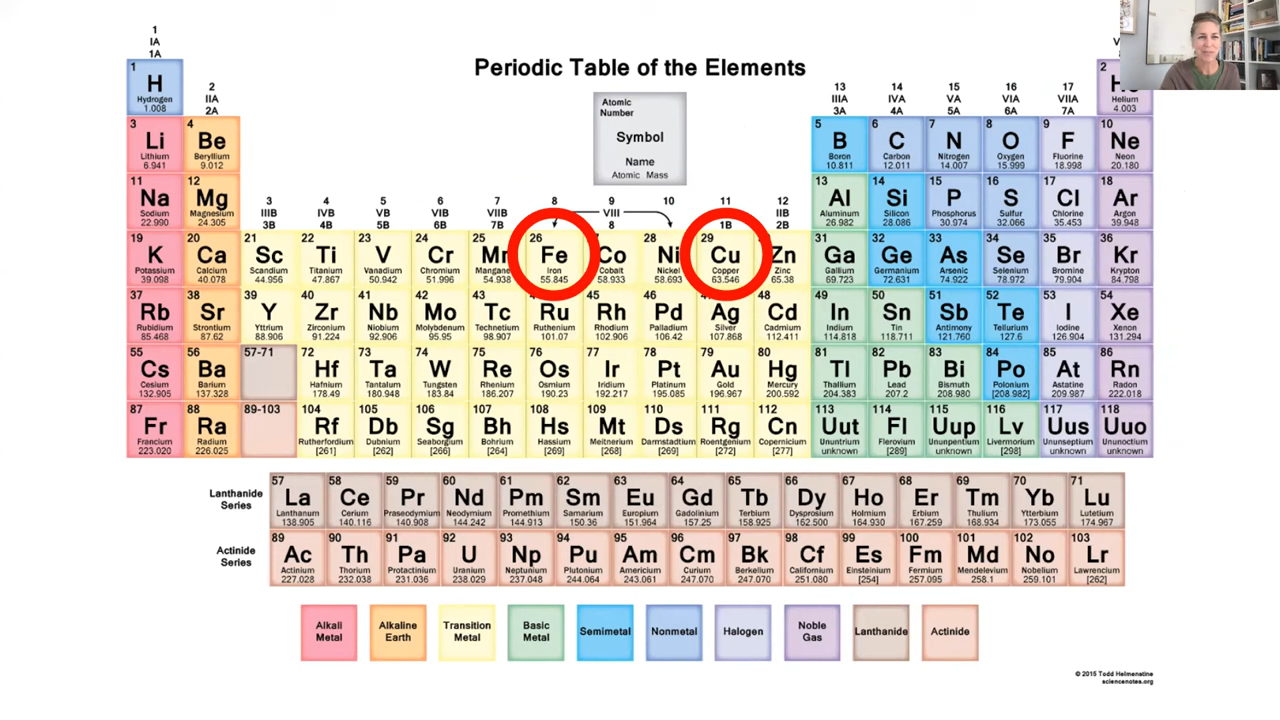 1
IA
1A
Periodic Table of the Elements
1 2
H
Hydrogen Helium
1.008 4.003
2 13 14 15 16 17
IIA IIIA IVA VA VIA VIIA
2A 3A 4A 5A 6A 7A
Atomic
Number
Symbol
Name
Atomic Mass
3 4 5 6 7 8 9 10
Li Be B C N O F Ne
Lithium Beryllium Boron Carbon Nitrogen Oxygen Fluorine Neon
6.941 9.012 10.811 12.011 14.007 15.999 18.998 20.180
11 12 13 14 15 16 17 18
Na Mg Al Si P S Cl Ar
Sodium Magnesium Aluminum Silicon Phosphorus Sulfur Chlorine Argon
22.990 24.305 26.982 28.086 30.974 32.066 35.453 39.948
3 4 5 6 7 8 9 10 11 12
IIIB IVB VB VIB VIIB VIII IIB
3B 4B 5B 6B 7B 8 1B 2B
19 20 21 22 23 24 25 26 28 29 31 32 33 34 35 36
K Ca Sc Ti V Cr Fe Co Ni Cu Zn Ga Ge As Se Br Kr
Potassium Calcium Scandium Titanium Vanadium Chromium Iron Cobalt Nickel Copper Zinc Gallium Germanium Arsenic Selenium Bromine Krypton
39.098 40.078 44.956 47.867 50.942 51.996 54.938 55.845 58.933 58.693 63.546 65.38 69.723 72.631 74.922 78.972 79.904 84.798
37 38 39 40 41 42 43 44 45 46 48 49 50 51 52 53 54
Rb Sr Y Zr Nb Mo Tc Ru Rh Pd Ag Cd In Sn Sb Te I Xe
Rubidium Strontium Yttrium Zirconium Niobium Molybdenum Technetium Ruthenium Rhodium Palladium Silver Cadmium Indium Tin Antimony Tellurium Iodine Xenon
85.468 87.62 88.906 91.224 92.906 95.95 98.907 101.07 102.906 106.42 107.868 112.411 114.818 118.711 121.760 127.6 126.904 131.294
55 56 57-71 72 73 74 75 76 77 78 79 80 81 82 83 84 85 86
Cs Ba Hf Ta W Re Os Ir Pt Au Hg Tl Pb Bi Po At Rn
Cesium Barium Hafnium Tantalum Tungsten Rhenium Osmium Iridium Platinum Gold Mercury Thallium Lead Bismuth Polonium Astatine Radon
132.905 137.328 178.49 180.948 183.84 186.207 190.23 192.217 195.085 196.967 200.592 204.383 207.2 208.980 [208.982] 209.987 222.018
87 88 89-103 104 105 106 107 108 109 110 111 112 113 114 115 116 117 118
Fr Ra Rf Db Sg Bh Hs Mt Ds Rg Cn Uut Fl Uup Lv Uus Uuo
Francium Radium Rutherfordium Dubnium Seaborgium Bohrium Hassium Meitnerium Darmstadtium Roentgenium Copernicium Ununtrium Flerovium Ununpentium Livermorium Ununseptium Ununoctium
223.020 226.025 [261] [262] [266] [264] [269] [268] [269] [272] [277] unknown [289] unknown [298] unknown unknown
Lanthanide
Series
57 58 59 60 61 62 63 64 65 66 67 68 69 70 71
La Ce Pr Nd Pm Sm Eu Gd Tb Dy Ho Er Tm Yb Lu
Lanthanum Cerium Praseodymium Neodymium Promethium Samarium Europium Gadolinium Terbium Dysprosium Holmium Erbium Thulium Ytterbium Lutetium
138.905 140.116 140.908 144.242 144.913 150.36 151.964 157.25 158.925 162.500 164.930 167.259 168.934 173.055 174.967
Actinide
Series
89 90 91 92 93 94 95 96 97 98 99 100 101 102 103
Ac Th Pa U Np Pu Am Cm Bk Cf Es Fm Md No Lr
Actinium Thorium Protactinium Uranium Neptunium Plutonium Americium Curium Berkelium Californium Einsteinium Fermium Mendelevium Nobelium Lawrencium
227.028 232.038 231.036 238.029 237.048 244.064 243.061 247.070 247.070 251.080 [254] 257.095 258.1 259.101 [262]
Alkali
Metal
Alkaline
Earth
Transition
Metal
Basic
Metal
Semimetal
Nonmetal
Halogen
Noble
Gas
Lanthanide
Actinide
© 2015 Todd Helmenstine
sciencenotes.org